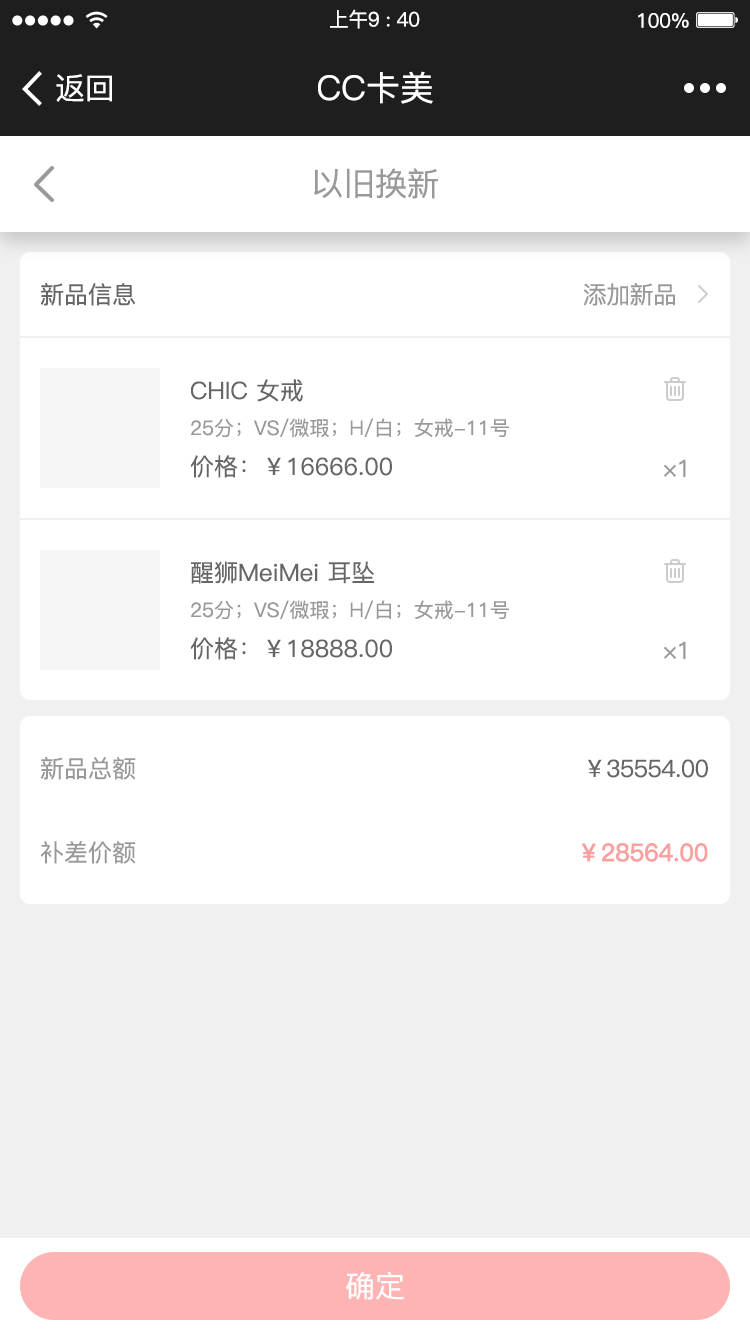 上午9 : 40
100%
返回
CC卡美
以旧换新
新品信息
添加新品
CHIC 女戒
25分；VS/微瑕；H/白；女戒-11号
价格：￥16666.00
×1
醒狮MeiMei 耳坠
25分；VS/微瑕；H/白；女戒-11号
价格：￥18888.00
×1
新品总额
￥35554.00
补差价额
￥28564.00
确定